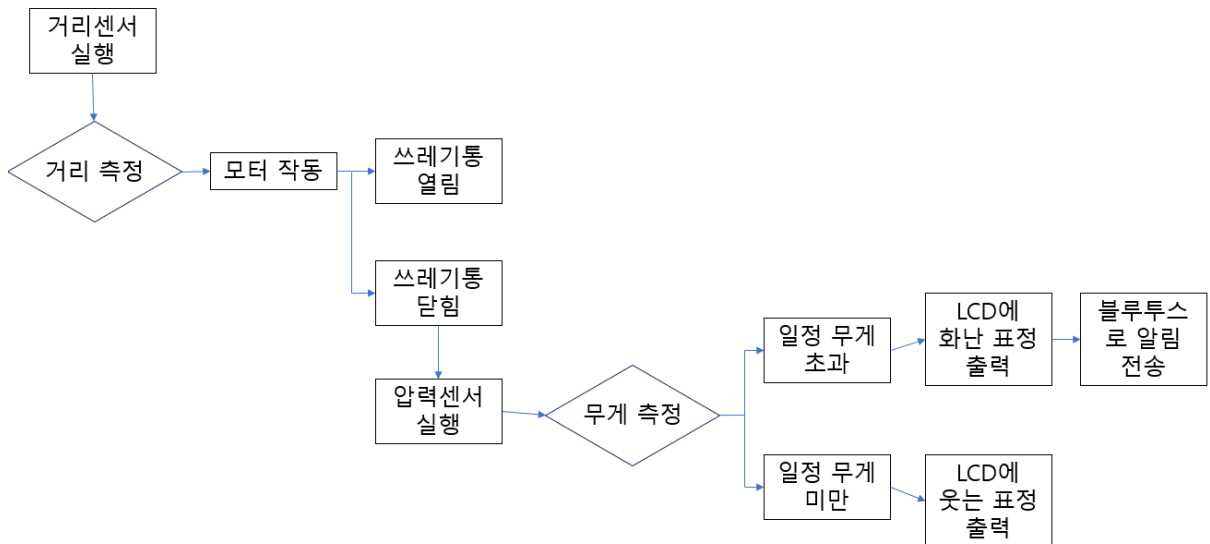 거리센서
실행
거리 측정
모터 작동
쓰레기통
열림
쓰레기통
닫힘
압력센서
실행
무게 측정
일정 무게
초과
LCD에
화난 표정
출력
블루투스
로 알림
전송
일정 무게
미만
LCD에
웃는 표정
출력